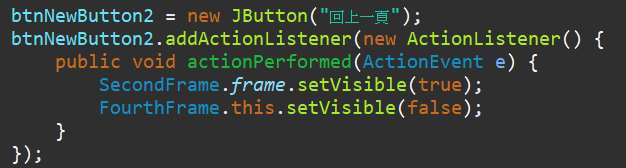 btnNewButton2 = new JButton("回上一頁");
btnNewButton2.addActionListener(new ActionListener() {
    public void actionPerformed(ActionEvent e) {
        SecondFrame.frame.setVisible(true);
        FourthFrame.this.setVisible(false);
    }
});